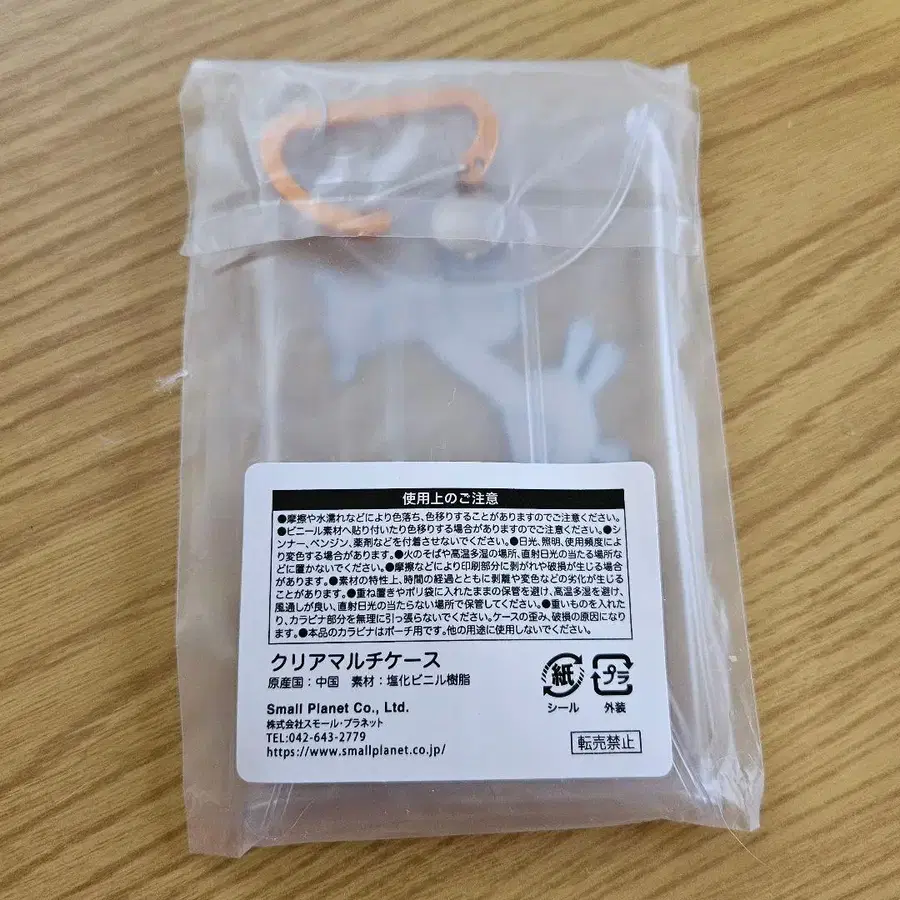 使用上のご注意
●摩擦や水濡れなどにより色落ち、色移りすることがありますのでご注意ください。
●ビニール素材へ貼り付いたり色移りする場合がありますのでご注意ください。●シ
ンナー、ベンジン、薬剤などを付着させないでください。●日光、照明、使用頻度によ
り変色する場合があります。●火のそばや高温多湿の場所、直射日光の当たる場所な
どに置かないでください。●摩擦などにより印刷部分に剥がれや破損が生じる場合
があります。●素材の特性上、時間の経過とともに剥離や変色などの劣化が生じる
ことがあります。●重ね置きやポリ袋に入れたままの保管を避け、高温多湿を避け、
風通しが良い、直射日光の当たらない場所で保管してください。●重いものを入れた
り、カラビナ部分を無理に引っ張らないでください。ケースの歪み、破損の原因になり
ます。●本品のカラビナはポーチ用です。他の用途に使用しないでください。
クリアマルチケース
原産国：中国 素材：塩化ビニル樹脂
Small Planet Co., Ltd.
株式会社スモール・プラネット
TEL:042-643-2779
https://www.smallplanet.co.jp/
紙
シール
プラ
外装
転売禁止